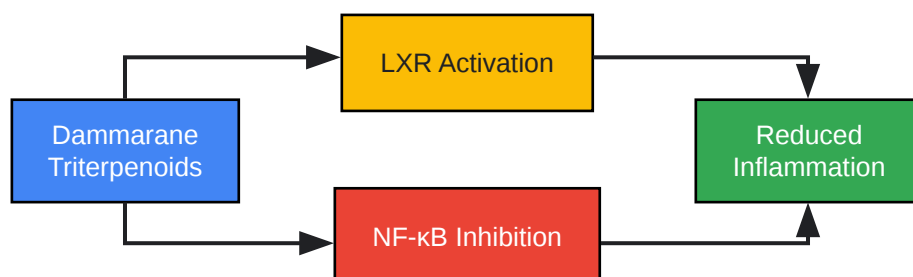 LXR Activation
Dammarane
Triterpenoids
Reduced
Inflammation
NF-κB Inhibition